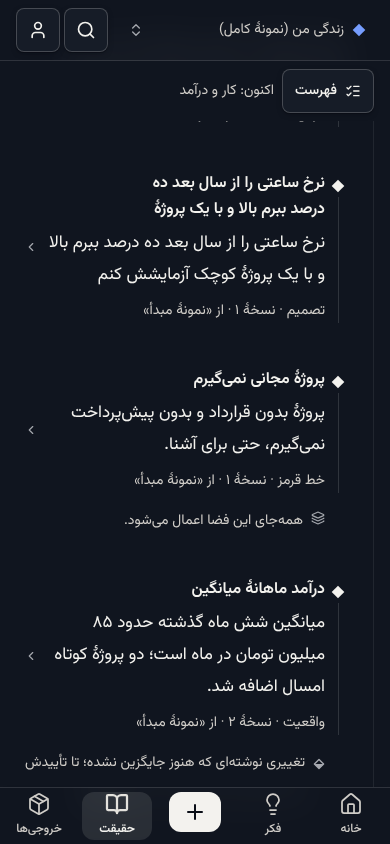 زندگی من (نمونهٔ کامل)
فهرست
اکنون: کار و درآمد
نرخ ساعتی را از سال بعد ده
درصد ببرم بالا و با یک پروژهٔ
نرخ ساعتی را از سال بعد ده درصد ببرم بالا
و با یک پروژهٔ کوچک آزمایشش کنم
تصمیم · نسخهٔ ۱ · از «نمونهٔ مبدأ»
پروژهٔ مجانی نمی‌گیرم
پروژهٔ بدون قرارداد و بدون پیش‌پرداخت
نمی‌گیرم، حتی برای آشنا.
خط قرمز · نسخهٔ ۱ · از «نمونهٔ مبدأ»
همه‌جای این فضا اعمال می‌شود.
درآمد ماهانهٔ میانگین
میانگین شش ماه گذشته حدود ۸۵
میلیون تومان در ماه است؛ دو پروژهٔ کوتاه
امسال اضافه شد.
واقعیت · نسخهٔ ۲ · از «نمونهٔ مبدأ»
تغییری نوشته‌ای که هنوز جایگزین نشده؛ تا تأییدش
خانه
فکر
حقیقت
خروجی‌ها